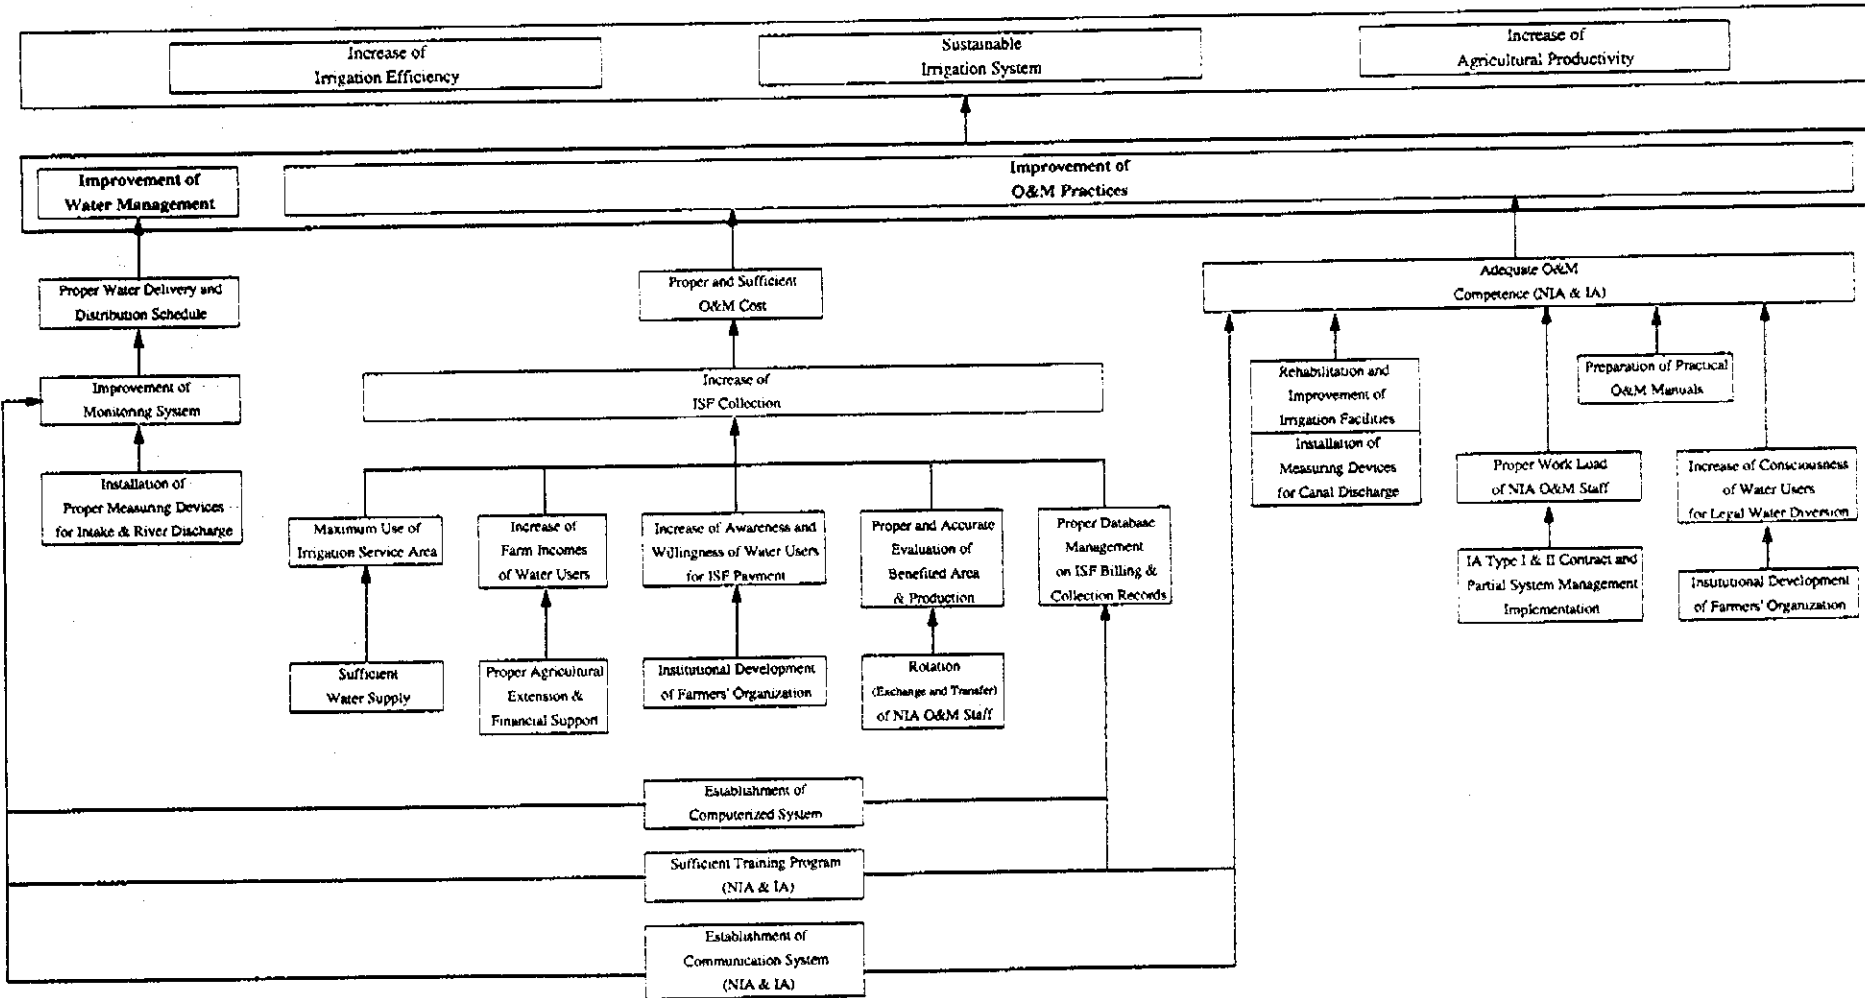 Increase of
Irrigation Efficiency
Sustainable
Irrigation System
Increase of
Agricultural Productivity
Improvement of
Water Management
Improvement of
O&M Practices
Proper Water Delivery and
Distribution Schedule
Proper and Sufficient
O&M Cost
Adequate O&M
Competence (NIA & IA)
Improvement of
Monitoring System
Increase of
ISF Collection
Rehabilitation and
Improvement of
Irrigation Facilities
Installation of
Measuring Devices
for Canal Discharge
Preparation of Practical
O&M Manuals
Installation of
Proper Measuring Devices
for Intake & River Discharge
Maximum Use of
Irrigation Service Area
Increase of
Farm Incomes
of Water Users
Increase of Awareness and
Willingness of Water Users
for ISF Payment
Proper and Accurate
Evaluation of
Benefited Area
& Production
Proper Database
Management
on ISF Billing &
Collection Records
Proper Work Load
of NIA O&M Staff
Increase of Consciousness
of Water Users
for Legal Water Diversion
IA Type I & II Contract and
Partial System Management
Implementation
Institutional Development
of Farmers' Organization
Sufficient
Water Supply
Proper Agricultural
Extension &
Financial Support
Institutional Development
of Farmers' Organization
Rotation
(Exchange and Transfer)
of NIA O&M Staff
Establishment of
Computerized System
Sufficient Training Program
(NIA & IA)
Establishment of
Communication System
(NIA & IA)